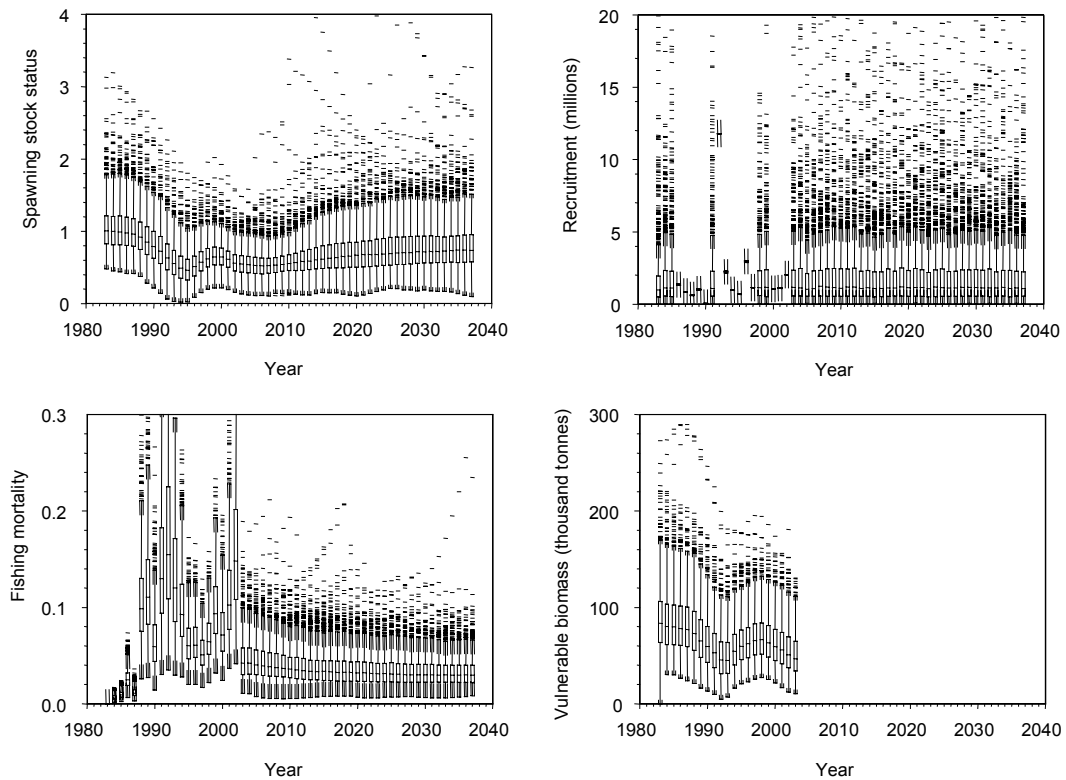 Spawning stock status
4
3
2
1
0
1980 1990 2000 2010 2020 2030 2040
Year
Recruitment (millions)
20
15
10
5
0
1980 1990 2000 2010 2020 2030 2040
Year
Fishing mortality
0.3
0.2
0.1
0.0
1980 1990 2000 2010 2020 2030 2040
Year
Vulnerable biomass (thousand tonnes)
300
200
100
0
1980 1990 2000 2010 2020 2030 2040
Year